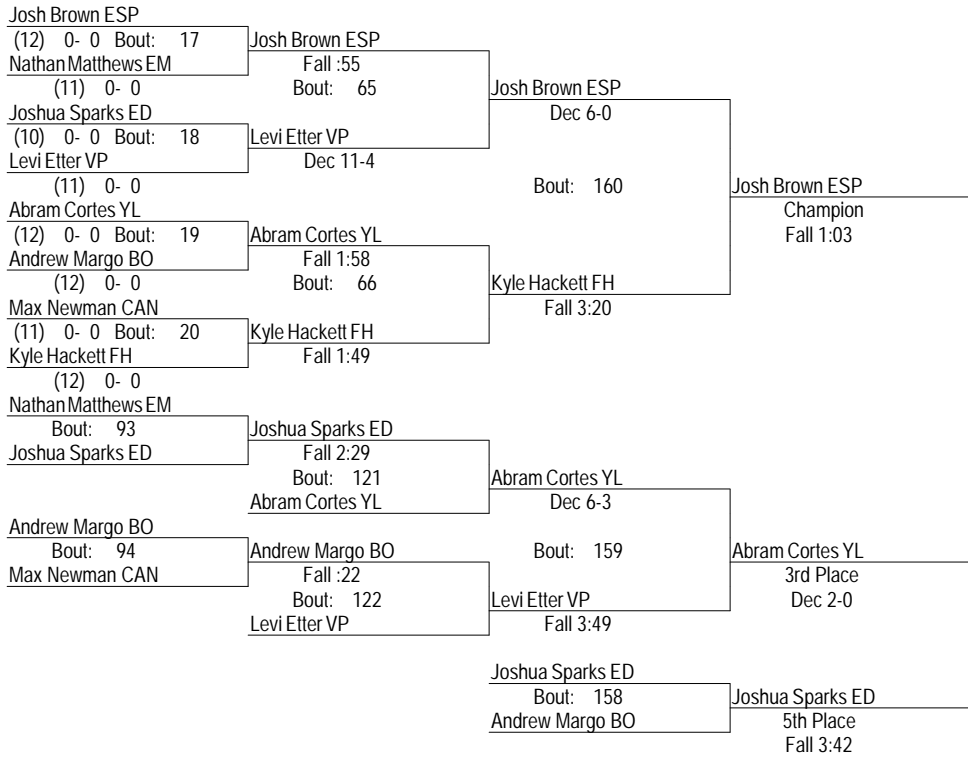 Josh Brown ESP
(12) 0- 0 Bout: 17 Josh Brown ESP
Nathan Matthews EM Fall :55
(11) 0- 0 Bout: 65 Josh Brown ESP
Joshua Sparks ED Dec 6-0
(10) 0- 0 Bout: 18 Levi Etter VP
Levi Etter VP Dec 11-4
(11) 0- 0 Bout: 160 Josh Brown ESP
Abram Cortes YL Champion
(12) 0- 0 Bout: 19 Abram Cortes YL Fall 1:03
Andrew Margo BO Fall 1:58
(12) 0- 0 Bout: 66 Kyle Hackett FH
Max Newman CAN Fall 3:20
(11) 0- 0 Bout: 20 Kyle Hackett FH
Kyle Hackett FH Fall 1:49
(12) 0- 0
Nathan Matthews EM
Bout: 93 Joshua Sparks ED
Joshua Sparks ED Fall 2:29
Bout: 121 Abram Cortes YL
Abram Cortes YL Dec 6-3
Andrew Margo BO
Bout: 94 Andrew Margo BO Bout: 159 Abram Cortes YL
Max Newman CAN Fall :22 3rd Place
Bout: 122 Levi Etter VP Dec 2-0
Levi Etter VP Fall 3:49
Joshua Sparks ED
Bout: 158 Joshua Sparks ED
Andrew Margo BO 5th Place
Fall 3:42